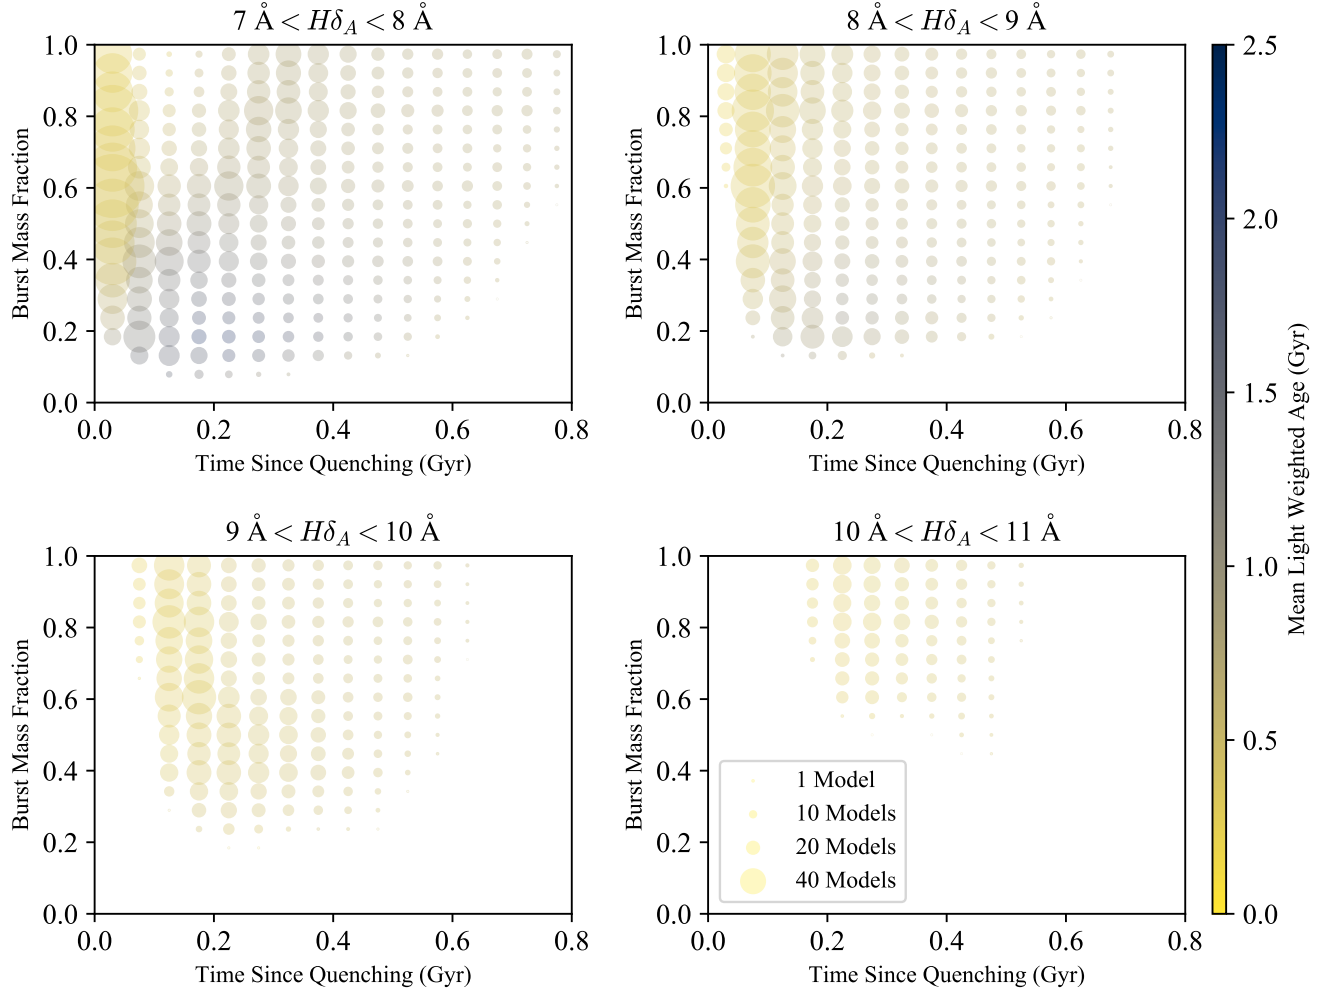 7 Å < Hδ_A < 8 Å
1.0
0.8
0.6
0.4
0.2
0.0
Burst Mass Fraction
0.0 0.2 0.4 0.6 0.8
Time Since Quenching (Gyr)
8 Å < Hδ_A < 9 Å
1.0
0.8
0.6
0.4
0.2
0.0
Burst Mass Fraction
0.0 0.2 0.4 0.6 0.8
Time Since Quenching (Gyr)
9 Å < Hδ_A < 10 Å
1.0
0.8
0.6
0.4
0.2
0.0
Burst Mass Fraction
0.0 0.2 0.4 0.6 0.8
Time Since Quenching (Gyr)
10 Å < Hδ_A < 11 Å
1.0
0.8
0.6
0.4
0.2
0.0
Burst Mass Fraction
1 Model
10 Models
20 Models
40 Models
0.0 0.2 0.4 0.6 0.8
Time Since Quenching (Gyr)
2.5
2.0
1.5
1.0
0.5
0.0
Mean Light Weighted Age (Gyr)